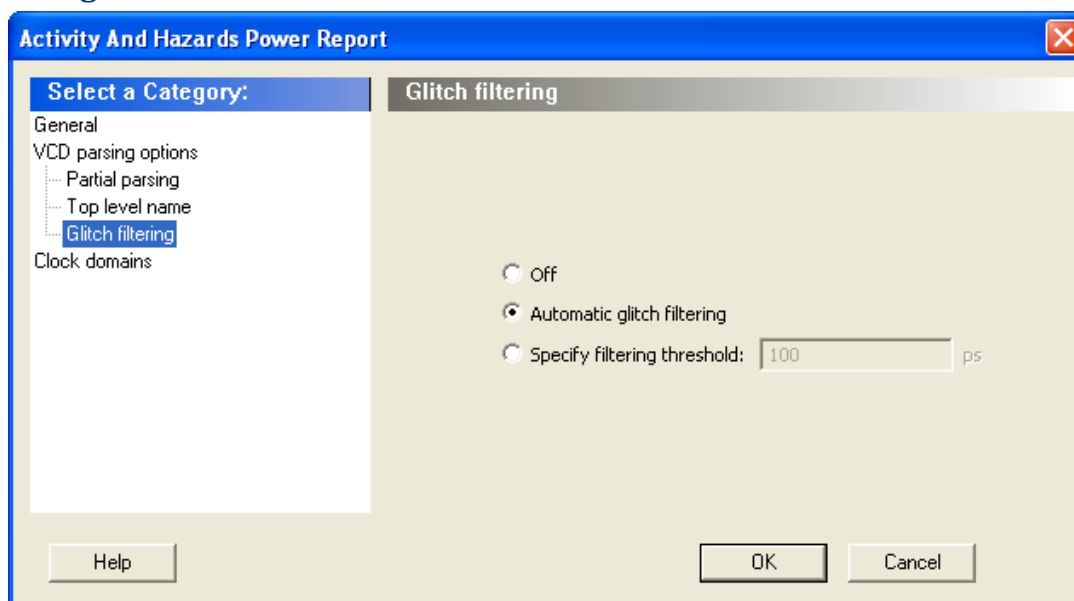 Activity And Hazards Power Report
Select a Category:
General
VCD parsing options
Partial parsing
Top level name
Glitch filtering
Clock domains
Glitch filtering
Off
Automatic glitch filtering
Specify filtering threshold: 100 ps
Help
OK
Cancel